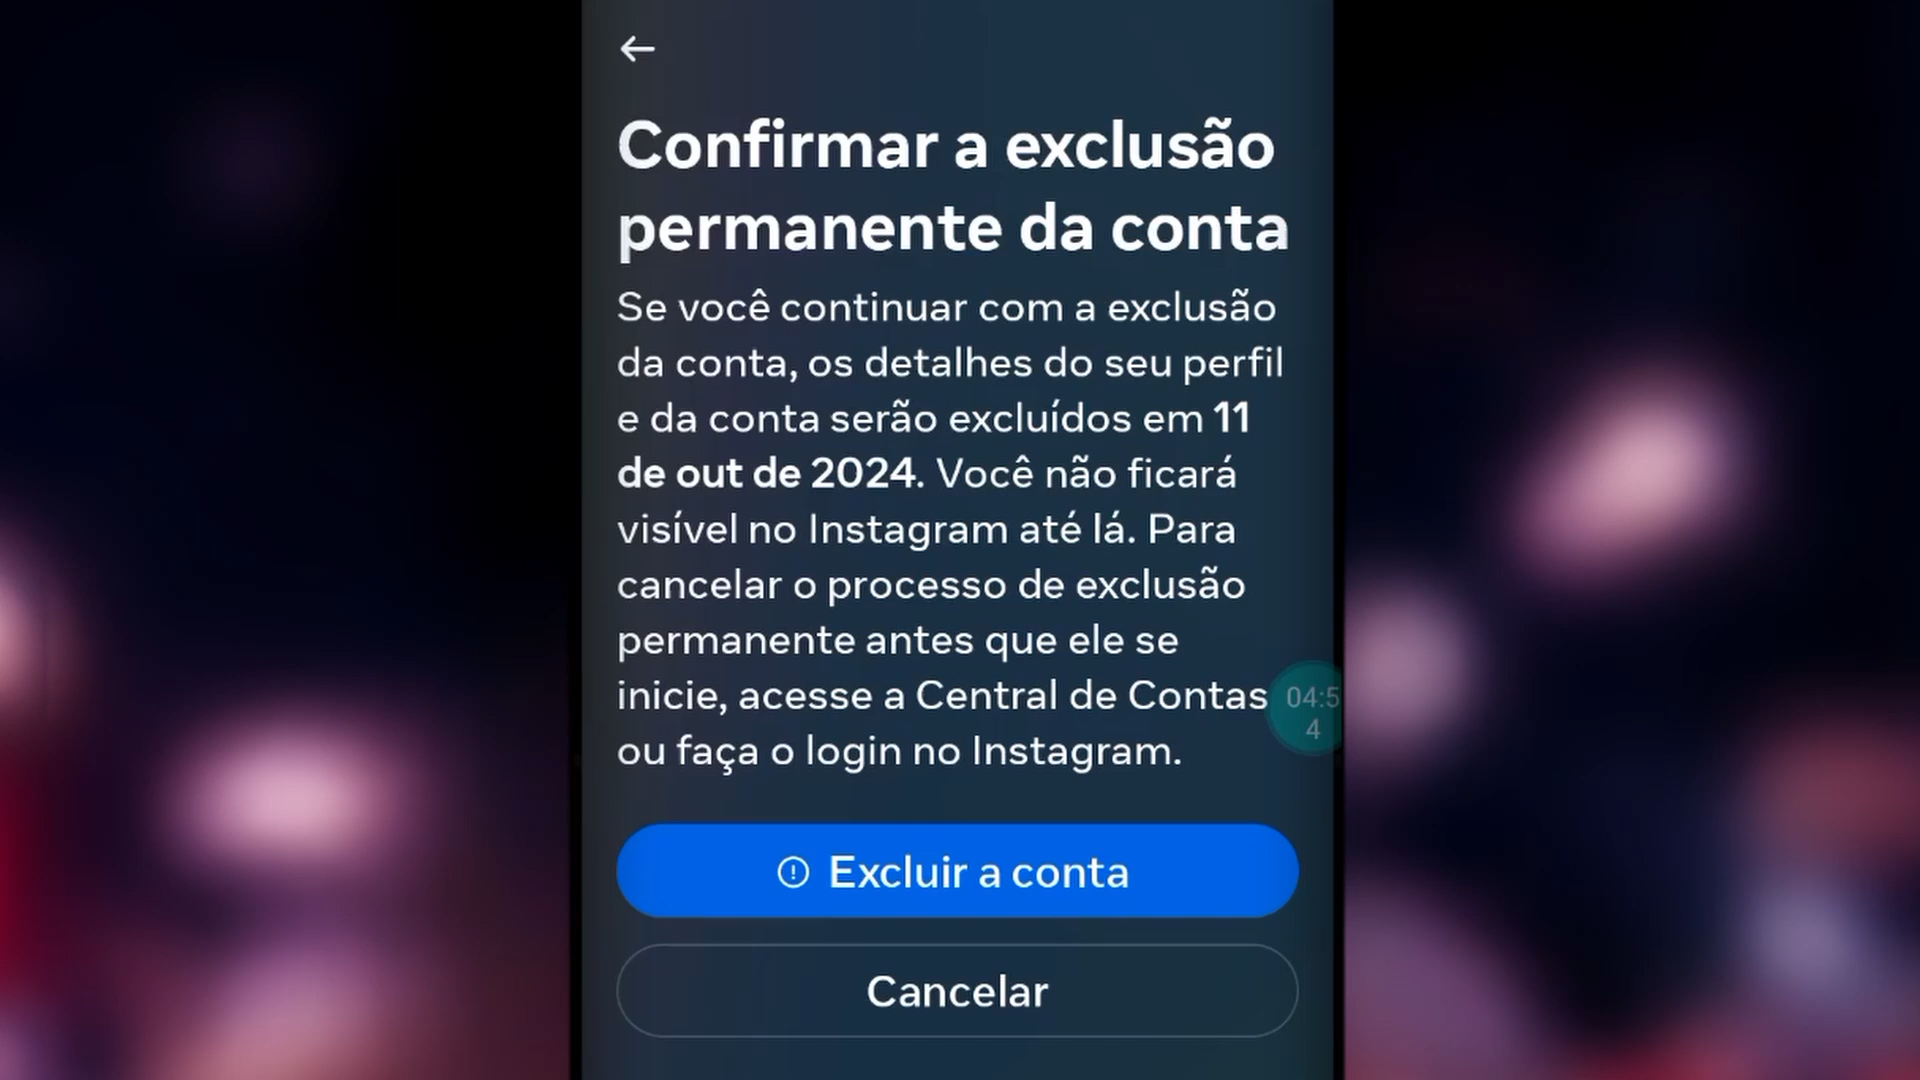 Confirmar a exclusão
permanente da conta
Se você continuar com a exclusão
da conta, os detalhes do seu perfil
e da conta serão excluídos em 11
de out de 2024. Você não ficará
visível no Instagram até lá. Para
cancelar o processo de exclusão
permanente antes que ele se
inicie, acesse a Central de Contas
ou faça o login no Instagram.
04:5
4
Excluir a conta
Cancelar